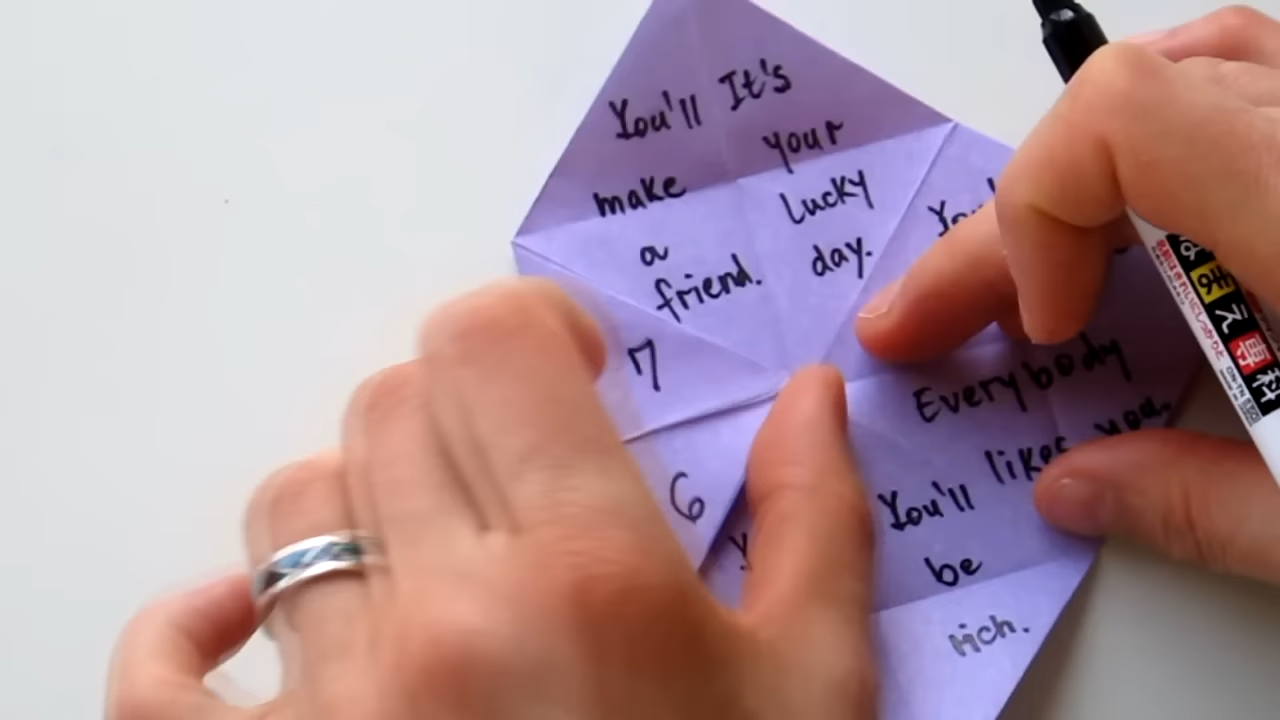 You'll
make
a
friend.
It's
your
lucky
day.
7
6
Everybody
likes you.
You'll
be
rich.